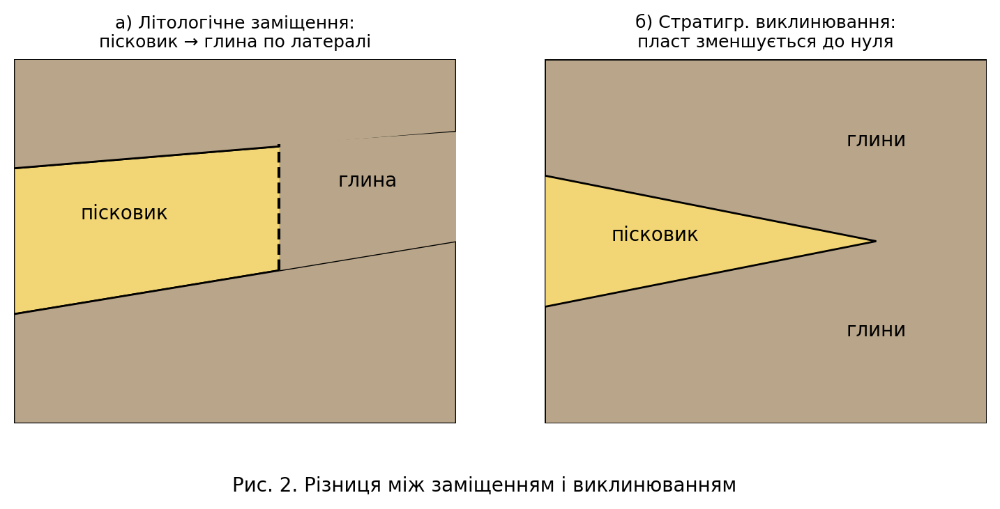 а) Літологічне заміщення:
пісковик → глина по латералі
пісковик
глина
б) Стратигр. виклинювання:
пласт зменшується до нуля
глини
пісковик
глини
Рис. 2. Різниця між заміщенням і виклинюванням